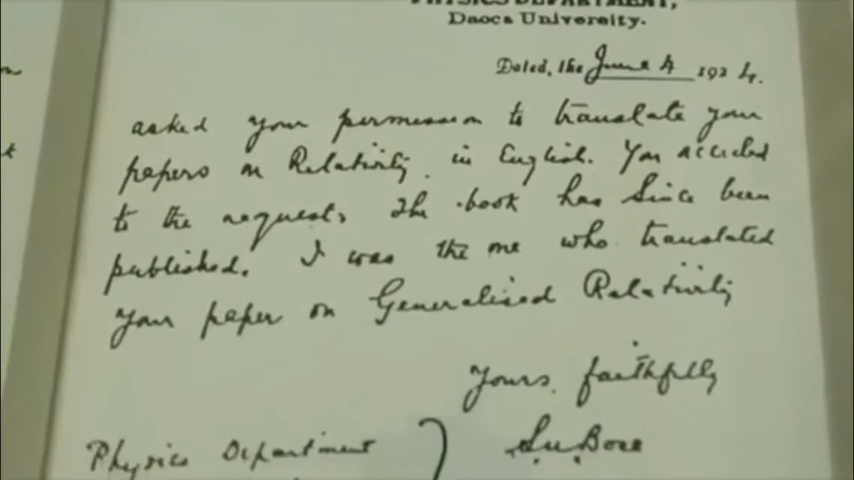 PHYSICS DEPARTMENT,
Dacca University.
Dated, the June 4 1924.
asked your permission to translate your
papers on Relativity in English. You acceded
to the request. The book has since been
published. I was the one who translated
your paper on Generalised Relativity
Yours faithfully
S.N. Bose
Physics Department